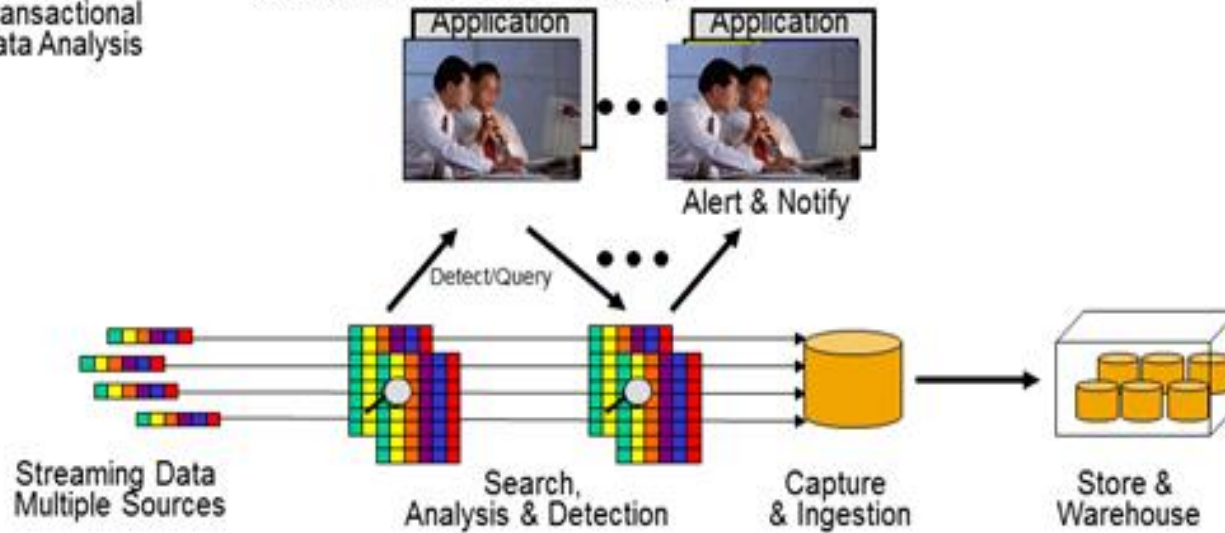 ransactional
ata Analysis
Application
Application
Alert & Notify
Detect/Query
Streaming Data
Multiple Sources
Search,
Analysis & Detection
Capture
& Ingestion
Store &
Warehouse